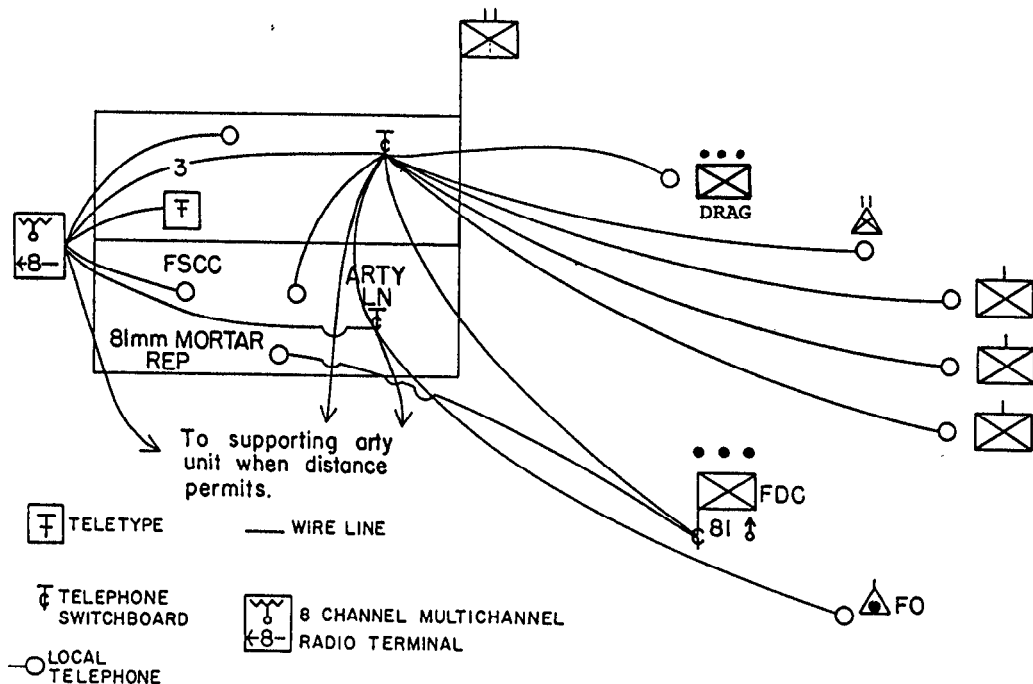 3
DRAG
←8–
FSCC
ARTY
LN
81mm MORTAR
REP
To supporting arty
unit when distance
permits.
FDC
81
FO
TELETYPE
WIRE LINE
TELEPHONE
SWITCHBOARD
8 CHANNEL MULTICHANNEL
←8–
RADIO TERMINAL
LOCAL
TELEPHONE